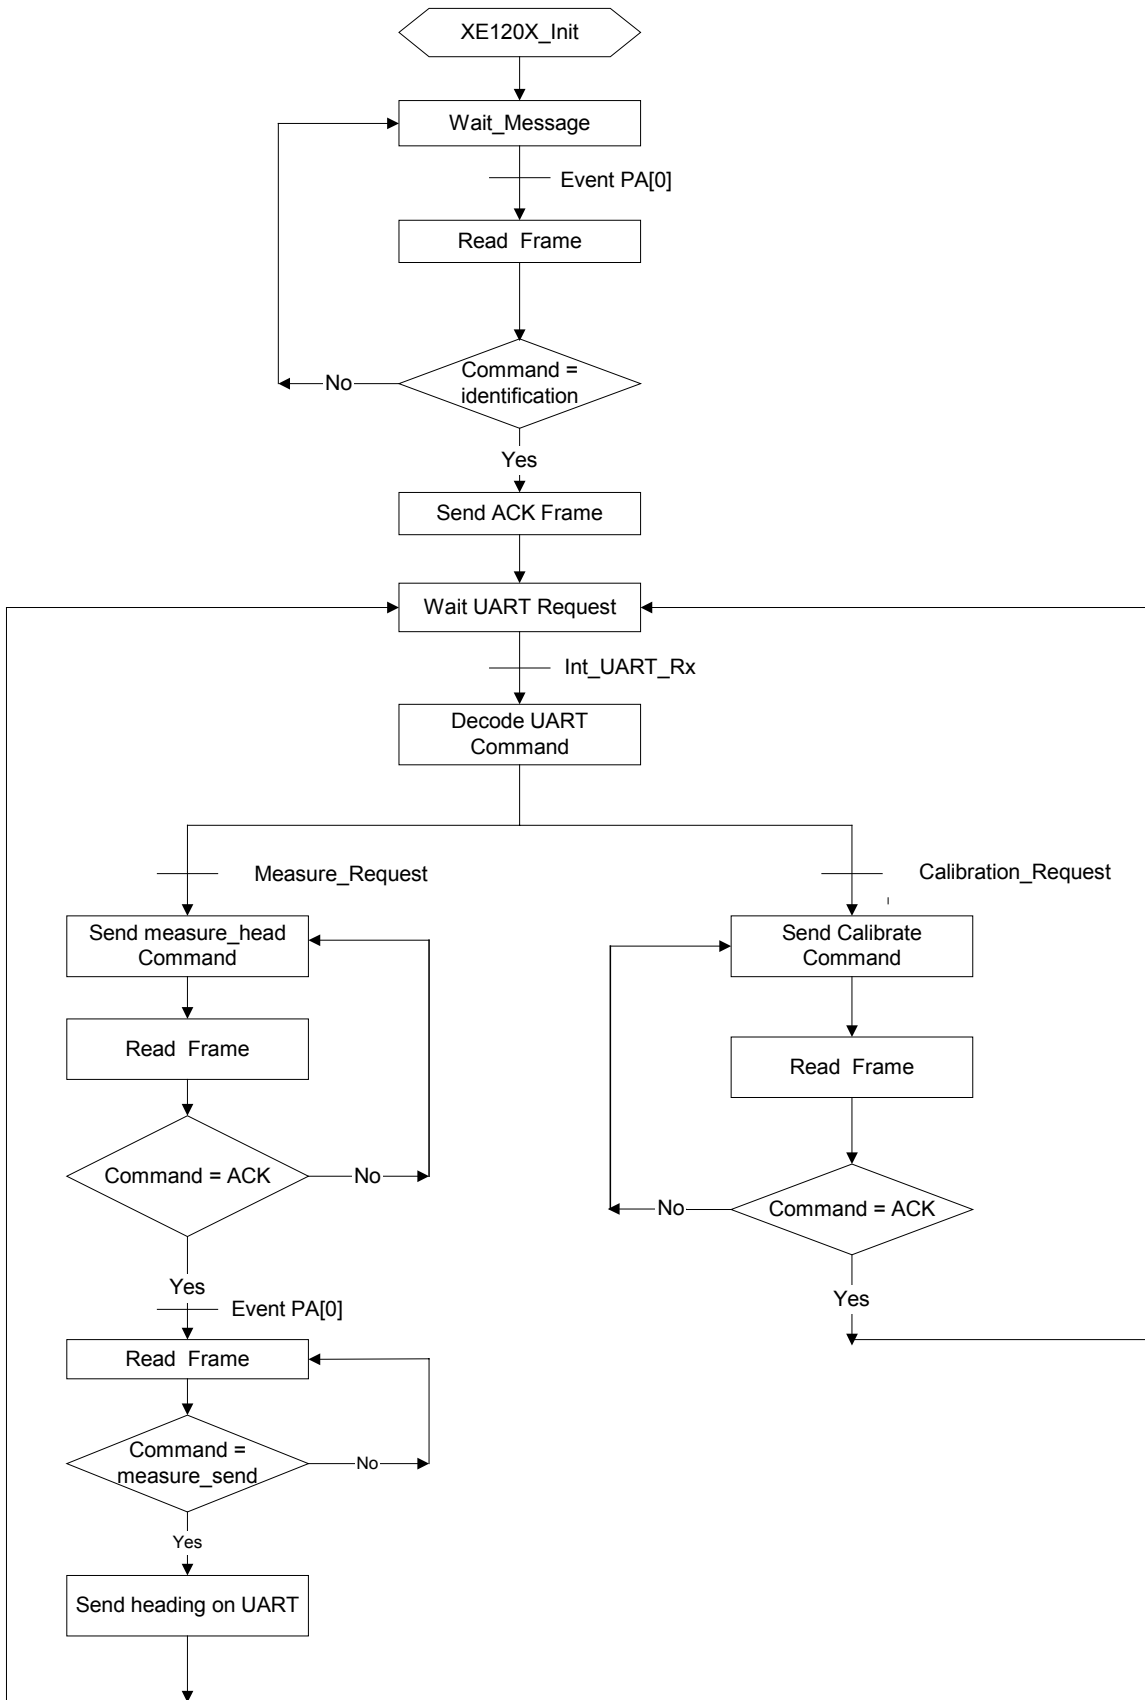 XE120X_Init
Wait_Message
Event PA[0]
Read  Frame
Command =
identification
No
Yes
Send ACK Frame
Wait UART Request
Int_UART_Rx
Decode UART
Command
Measure_Request
Calibration_Request
Send measure_head
Command
Send Calibrate
Command
Read  Frame
Read  Frame
Command = ACK
No
No
Command = ACK
Yes
Event PA[0]
Yes
Read  Frame
Command =
measure_send
No
Yes
Send heading on UART